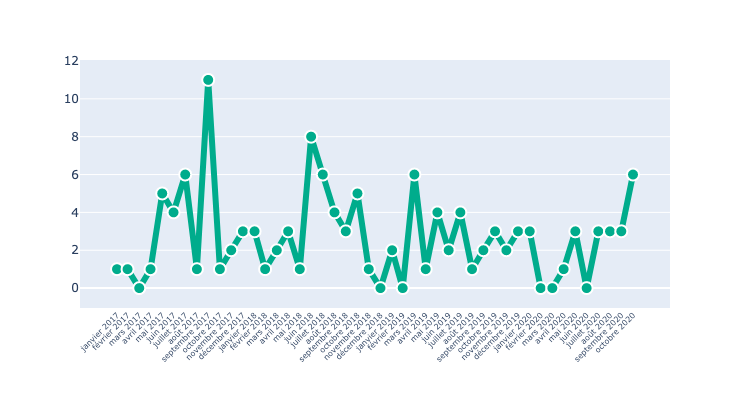 12
10
8
6
4
2
0
janvier 2017
février 2017
mars 2017
avril 2017
mai 2017
juin 2017
juillet 2017
août 2017
septembre 2017
octobre 2017
novembre 2017
décembre 2017
janvier 2018
février 2018
mars 2018
avril 2018
mai 2018
juin 2018
juillet 2018
août 2018
septembre 2018
octobre 2018
novembre 2018
décembre 2018
janvier 2019
février 2019
mars 2019
avril 2019
mai 2019
juin 2019
juillet 2019
août 2019
septembre 2019
octobre 2019
novembre 2019
décembre 2019
janvier 2020
février 2020
mars 2020
avril 2020
mai 2020
juin 2020
juillet 2020
août 2020
septembre 2020
octobre 2020